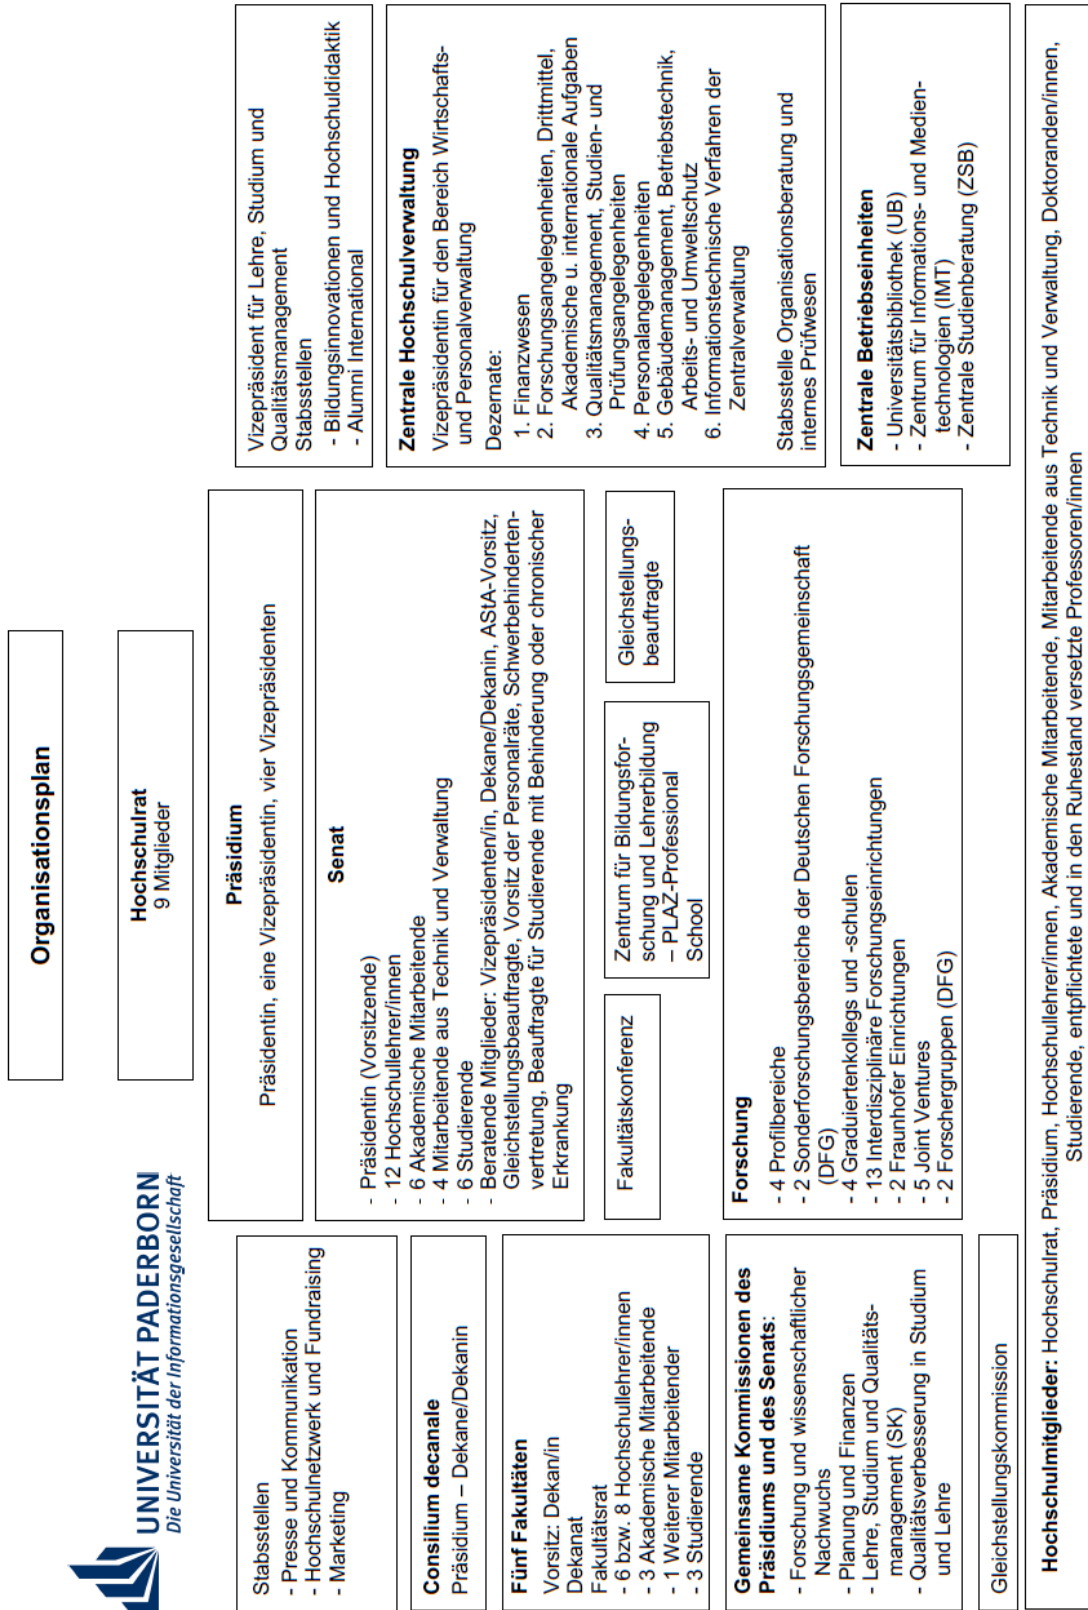 UNIVERSITÄT PADERBORN
Die Universität der Informationsgesellschaft
Organisationsplan
Hochschulrat
9 Mitglieder
Stabsstellen
- Presse und Kommunikation
- Hochschulnetzwerk und Fundraising
- Marketing
Präsidium
Präsidentin, eine Vizepräsidentin, vier Vizepräsidenten
Vizepräsident für Lehre, Studium und
Qualitätsmanagement
Stabsstellen
- Bildungsinnovationen und Hochschuldidaktik
- Alumni International
Consilium decanale
Präsidium – Dekane/Dekanin
Senat
- Präsidentin (Vorsitzende)
- 12 Hochschullehrer/innen
- 6 Akademische Mitarbeitende
- 4 Mitarbeitende aus Technik und Verwaltung
- 6 Studierende
- Beratende Mitglieder: Vizepräsidenten/in, Dekane/Dekanin, AStA-Vorsitz,
Gleichstellungsbeauftragte, Vorsitz der Personalräte, Schwerbehinderten-
vertretung, Beauftragte für Studierende mit Behinderung oder chronischer
Erkrankung
Zentrale Hochschulverwaltung
Vizepräsidentin für den Bereich Wirtschafts-
und Personalverwaltung
Dezernate:
1. Finanzwesen
2. Forschungsangelegenheiten, Drittmittel,
Akademische u. internationale Aufgaben
3. Qualitätsmanagement, Studien- und
Prüfungsangelegenheiten
4. Personalangelegenheiten
5. Gebäudemanagement, Betriebstechnik,
Arbeits- und Umweltschutz
6. Informationstechnische Verfahren der
Zentralverwaltung
Stabsstelle Organisationsberatung und
internes Prüfwesen
Fünf Fakultäten
Vorsitz: Dekan/in
Dekanat
Fakultätsrat
- 6 bzw. 8 Hochschullehrer/innen
- 3 Akademische Mitarbeitende
- 1 Weiterer Mitarbeitender
- 3 Studierende
Fakultätskonferenz
Zentrum für Bildungsfor-
schung und Lehrerbildung
– PLAZ-Professional
School
Gleichstellungs-
beauftragte
Gemeinsame Kommissionen des
Präsidiums und des Senats:
- Forschung und wissenschaftlicher
Nachwuchs
- Planung und Finanzen
- Lehre, Studium und Qualitäts-
management (SK)
- Qualitätsverbesserung in Studium
und Lehre
Forschung
- 4 Profilbereiche
- 2 Sonderforschungsbereiche der Deutschen Forschungsgemeinschaft
(DFG)
- 4 Graduiertenkollegs und -schulen
- 13 Interdisziplinäre Forschungseinrichtungen
- 2 Fraunhofer Einrichtungen
- 5 Joint Ventures
- 2 Forschergruppen (DFG)
Zentrale Betriebseinheiten
- Universitätsbibliothek (UB)
- Zentrum für Informations- und Medien-
technologien (IMT)
- Zentrale Studienberatung (ZSB)
Gleichstellungskommission
Hochschulmitglieder: Hochschulrat, Präsidium, Hochschullehrer/innen, Akademische Mitarbeitende, Mitarbeitende aus Technik und Verwaltung, Doktoranden/innen,
Studierende, entpflichtete und in den Ruhestand versetzte Professoren/innen